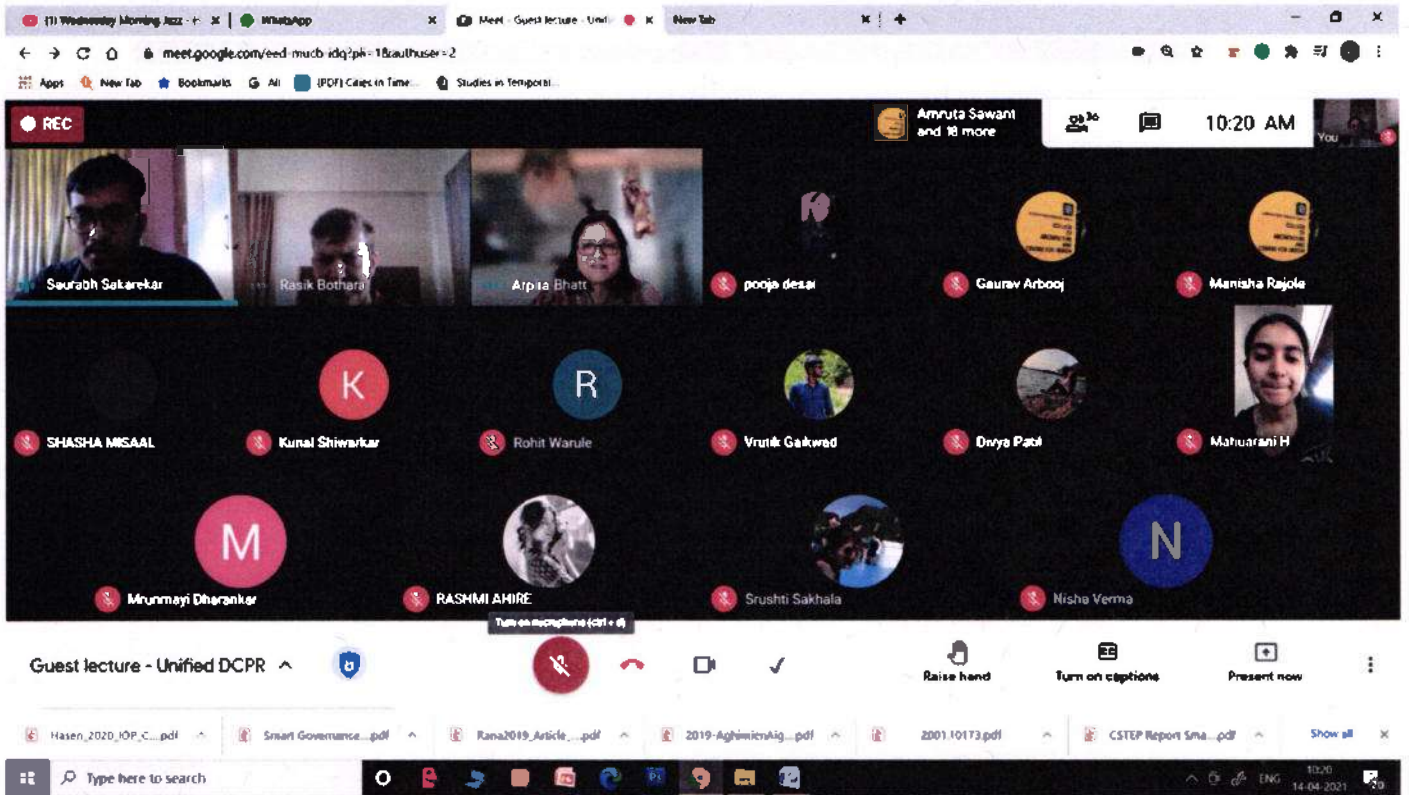 (1) Wednesday Morning Jazz -
WhatsApp
Meet - Guest lecture - Unifi
New Tab
meet.google.com/eed-mucb-idq?pli=1&authuser=2
Apps
New Tab
Bookmarks
All
(PDF) Cities in Time:...
Studies in Temporal...
REC
Amruta Sawant
and 18 more
36
10:20 AM
You
Saurabh Sakarekar
Rasik Bothara
Arpita Bhatt
pooja desai
Gaurav Arbooj
Manisha Rajole
SHASHA MISAAL
K
Kunal Shiwarkar
R
Rohit Warule
Vrutik Gaikwad
Divya Patil
Mahuarani H
M
Mrunmayi Dharankar
RASHMI AHIRE
Srushti Sakhala
N
Nisha Verma
Turn on microphone (ctrl + d)
Guest lecture - Unified DCPR
Raise hand
Turn on captions
Present now
Hasen_2020_IOP_C....pdf
Smart Governance...pdf
Rana2019_Article_....pdf
2019-AghimienAig....pdf
2001.10173.pdf
CSTEP Report Sma...pdf
Show all
Type here to search
ENG
10:20
14-04-2021